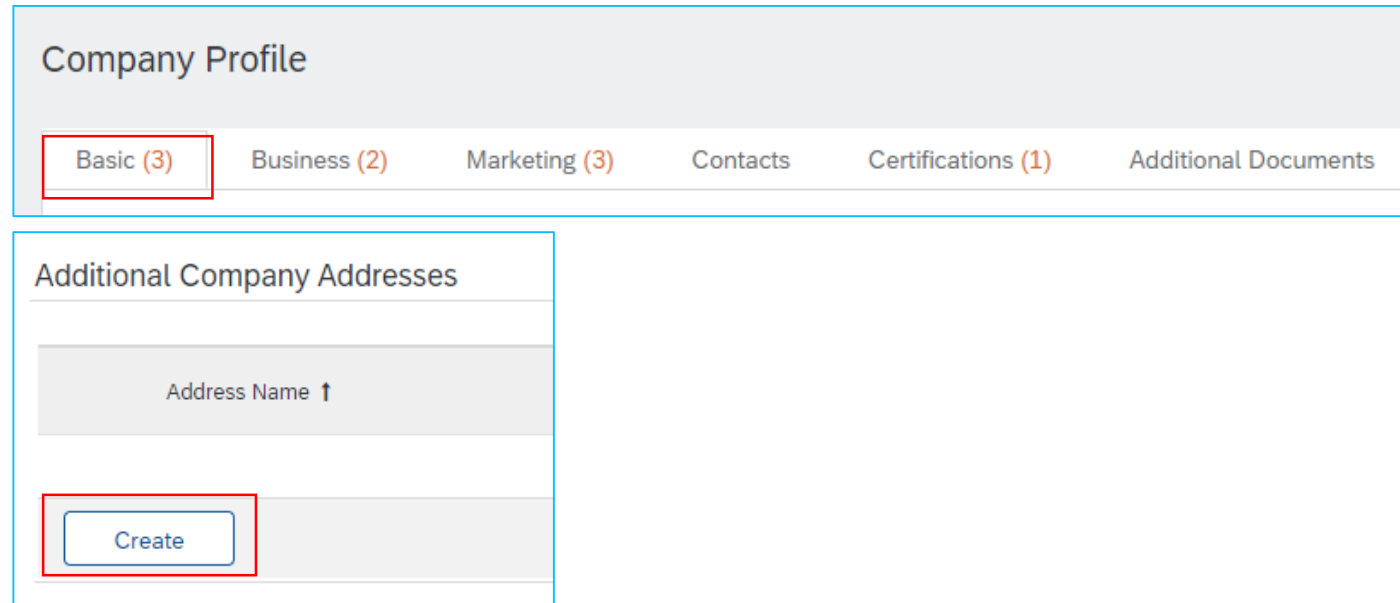 Company Profile
Basic (3) Business (2) Marketing (3) Contacts Certifications (1) Additional Documents
Additional Company Addresses
Address Name ↑
Create